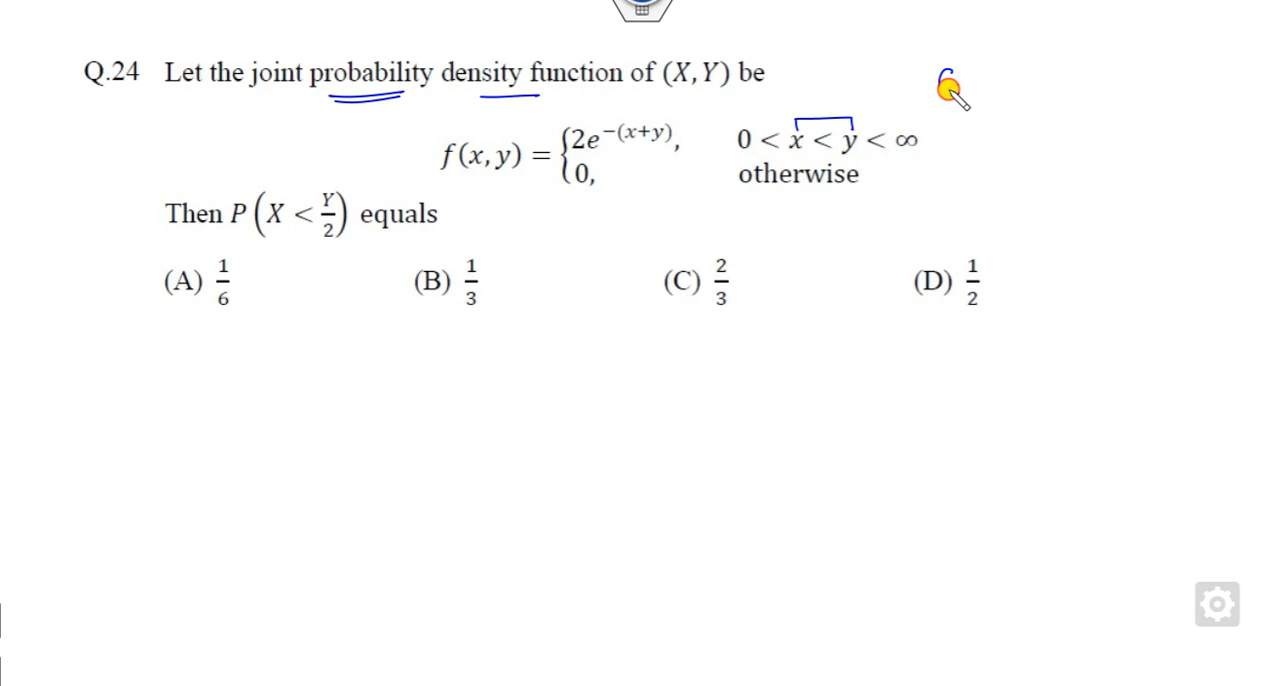 Q.24 Let the joint probability density function of (X, Y) be
f(x, y) = {2e^−(x+y), 0 < x < y < ∞
0, otherwise
Then P(X < Y/2) equals
(A) 1/6 (B) 1/3 (C) 2/3 (D) 1/2